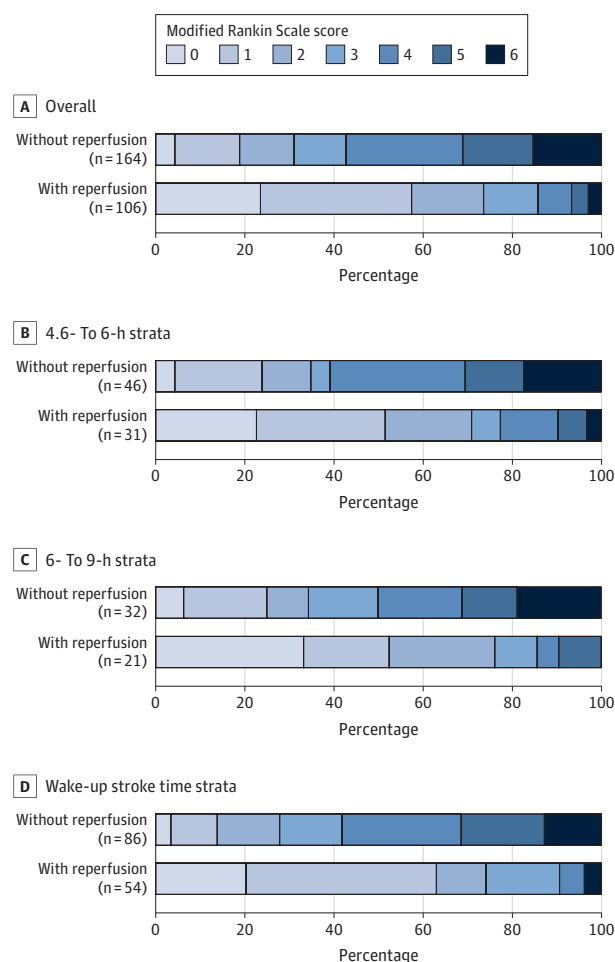 Modified Rankin Scale score
0 1 2 3 4 5 6
A Overall
Without reperfusion
(n=164)
With reperfusion
(n=106)
0 20 40 60 80 100
Percentage
B 4.6- To 6-h strata
Without reperfusion
(n=46)
With reperfusion
(n=31)
0 20 40 60 80 100
Percentage
C 6- To 9-h strata
Without reperfusion
(n=32)
With reperfusion
(n=21)
0 20 40 60 80 100
Percentage
D Wake-up stroke time strata
Without reperfusion
(n=86)
With reperfusion
(n=54)
0 20 40 60 80 100
Percentage